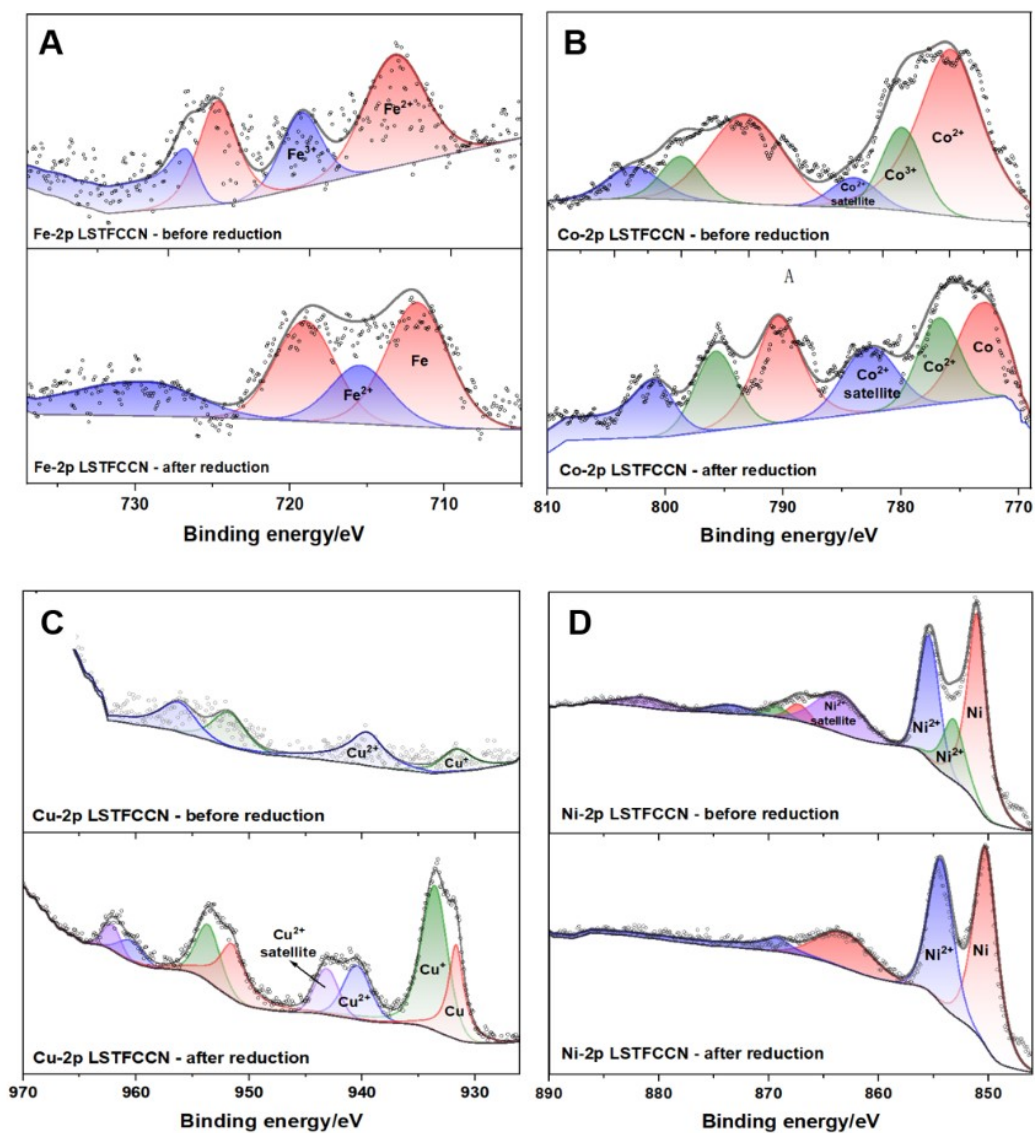 A
Fe²⁺
Fe³⁺
Fe-2p LSTFCCN - before reduction
Fe
Fe²⁺
Fe-2p LSTFCCN - after reduction
730 720 710
Binding energy/eV
B
Co²⁺
Co³⁺
Co²⁺
satellite
Co-2p LSTFCCN - before reduction
A
Co
Co²⁺
Co²⁺
satellite
Co-2p LSTFCCN - after reduction
810 800 790 780 770
Binding energy/eV
C
Cu²⁺
Cu⁺
Cu-2p LSTFCCN - before reduction
Cu²⁺
satellite
Cu⁺
Cu²⁺
Cu
Cu-2p LSTFCCN - after reduction
970 960 950 940 930
Binding energy/eV
D
Ni²⁺
satellite
Ni
Ni²⁺
Ni²⁺
Ni-2p LSTFCCN - before reduction
Ni²⁺
Ni
Ni-2p LSTFCCN - after reduction
890 880 870 860 850
Binding energy/eV